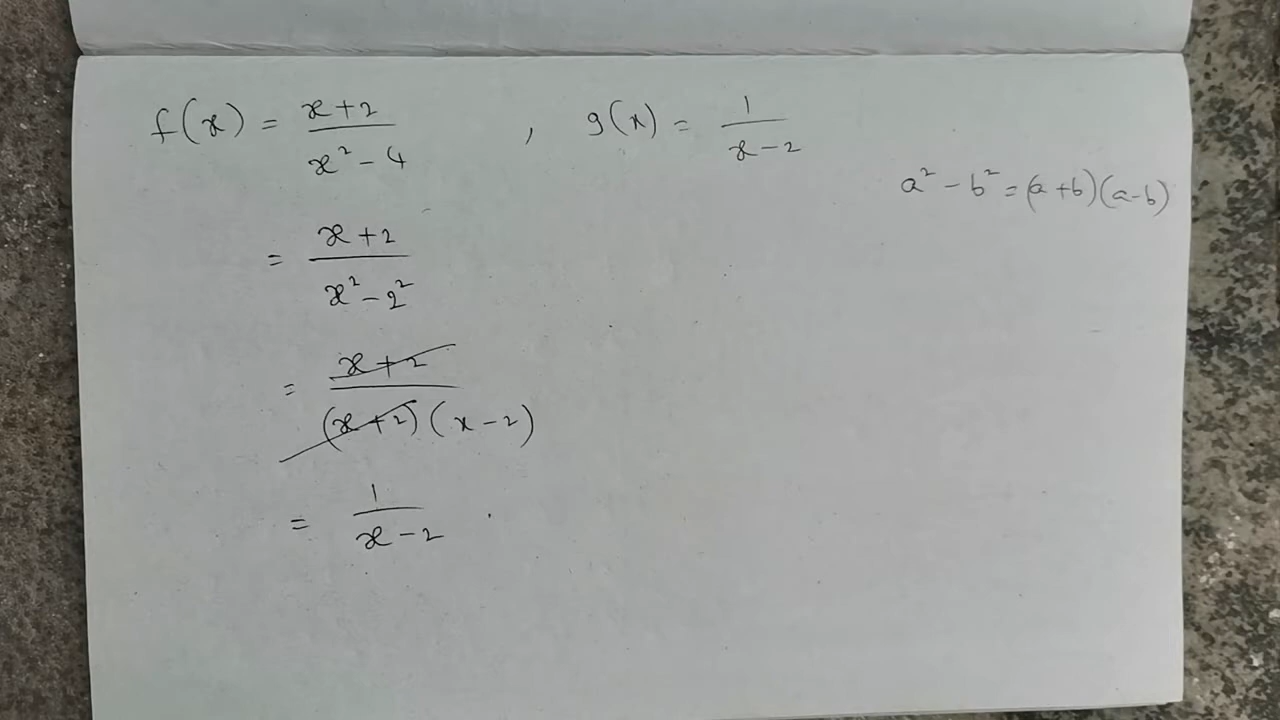 f(x) = (x+2)/(x² - 4) , g(x) = 1/(x-2)
a² - b² = (a+b)(a-b)
= (x+2)/(x² - 2²)
= (x+2)/((x+2)(x-2))
= 1/(x-2) .